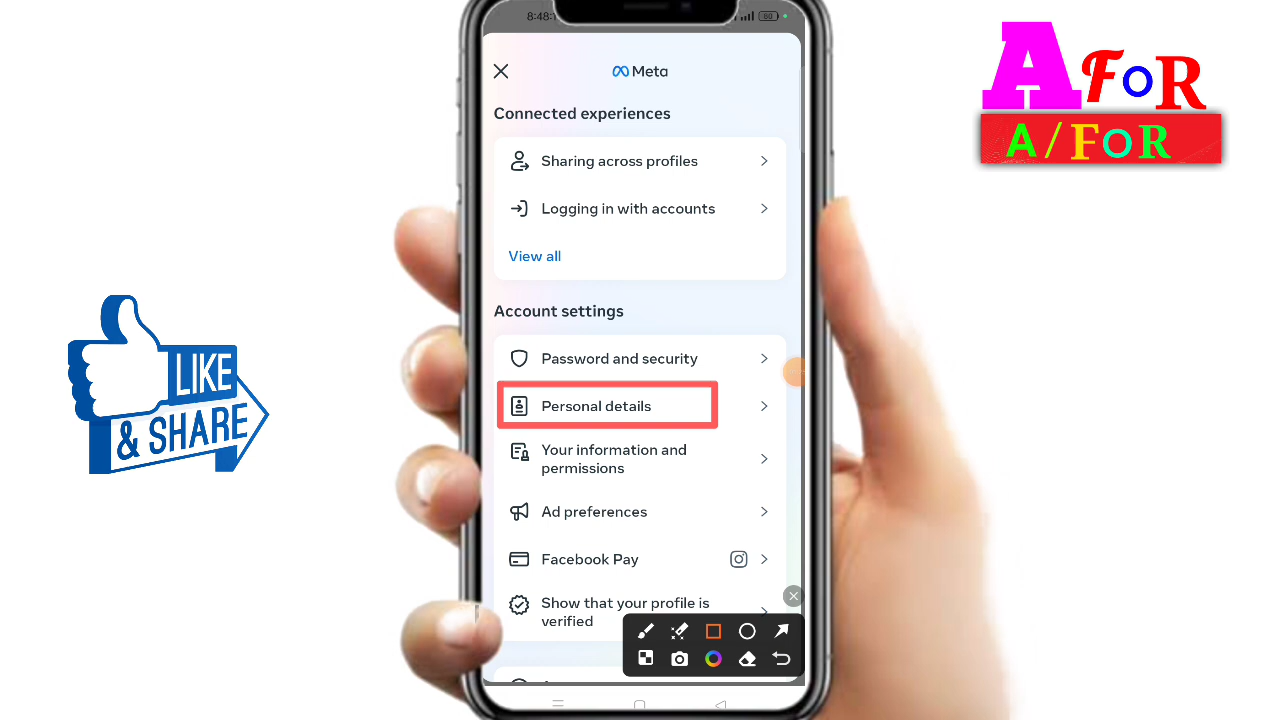 8:48:1
60
Meta
Connected experiences
Sharing across profiles
Logging in with accounts
View all
Account settings
Password and security
Personal details
Your information and
permissions
Ad preferences
Facebook Pay
Show that your profile is
verified
A FoR
A/FoR
LIKE
& SHARE